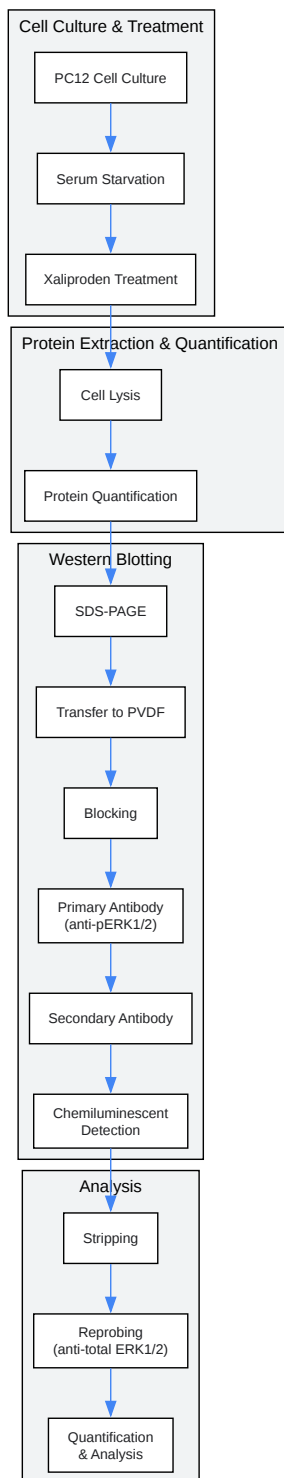 Cell Culture & Treatment
PC12 Cell Culture
Serum Starvation
Xaliproden Treatment
Protein Extraction & Quantification
Cell Lysis
Protein Quantification
Western Blotting
SDS-PAGE
Transfer to PVDF
Blocking
Primary Antibody
(anti-pERK1/2)
Secondary Antibody
Chemiluminescent
Detection
Analysis
Stripping
Reprobing
(anti-total ERK1/2)
Quantification
& Analysis